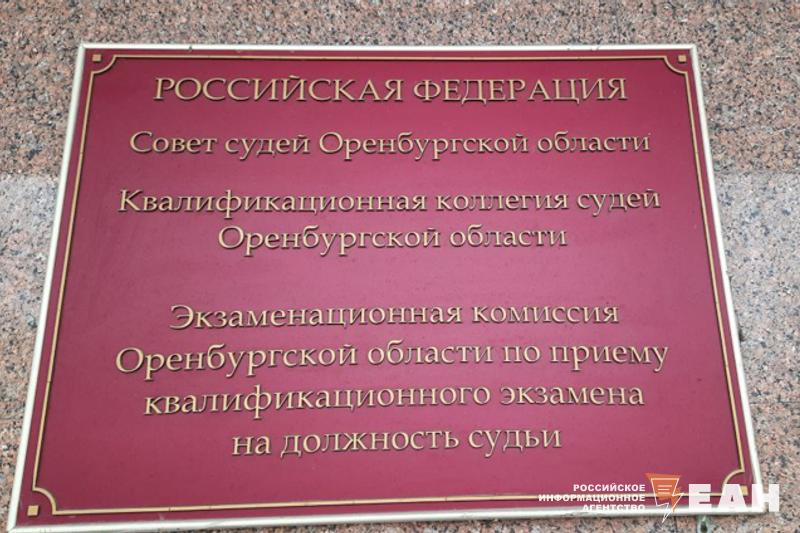 РОССИЙСКАЯ ФЕДЕРАЦИЯ
Совет судей Оренбургской области
Квалификационная коллегия судей
Оренбургской области
Экзаменационная комиссия
Оренбургской области по приему
квалификационного экзамена
на должность судьи
РОССИЙСКОЕ
ИНФОРМАЦИОННОЕ
АГЕНТСТВО
ЕАН